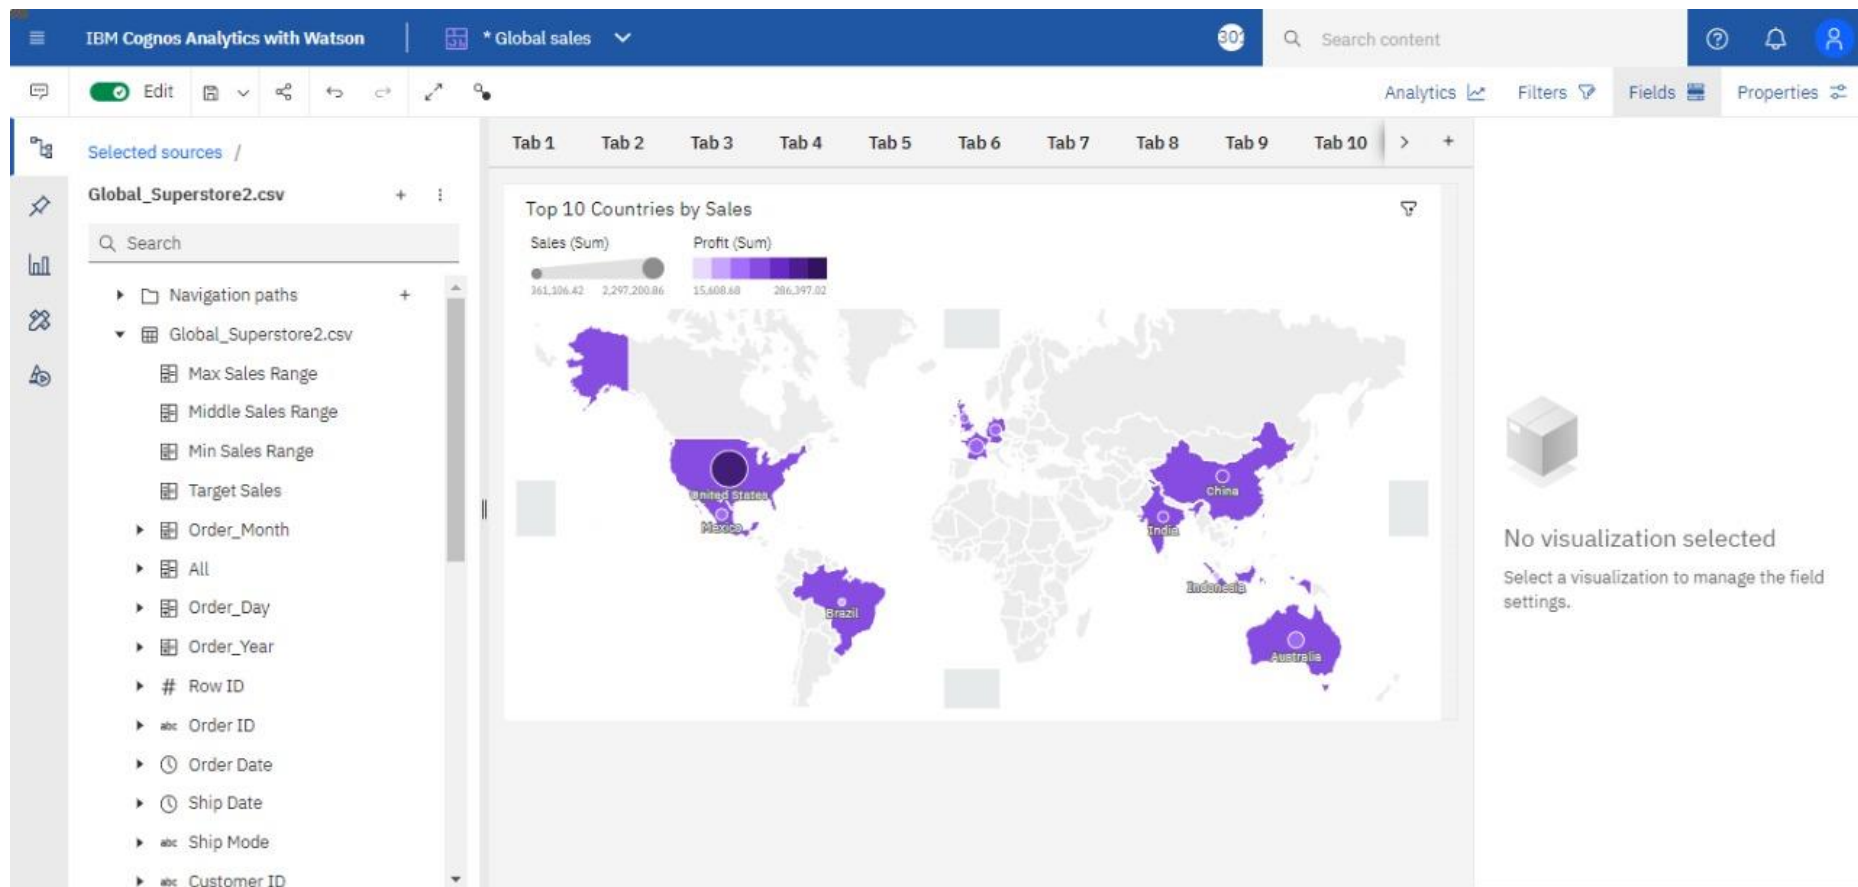 IBM Cognos Analytics with Watson
* Global sales
Search content
Edit
Analytics
Filters
Fields
Properties
Selected sources /
Global_Superstore2.csv
Search
Navigation paths
Global_Superstore2.csv
Max Sales Range
Middle Sales Range
Min Sales Range
Target Sales
Order_Month
All
Order_Day
Order_Year
# Row ID
abc Order ID
Order Date
Ship Date
abc Ship Mode
abc Customer ID
Tab 1
Tab 2
Tab 3
Tab 4
Tab 5
Tab 6
Tab 7
Tab 8
Tab 9
Tab 10
Top 10 Countries by Sales
Sales (Sum)
361,106.42 2,297,200.86
Profit (Sum)
15,608.68 286,397.02
United States
Mexico
Brazil
China
India
Indonesia
Australia
No visualization selected
Select a visualization to manage the field
settings.